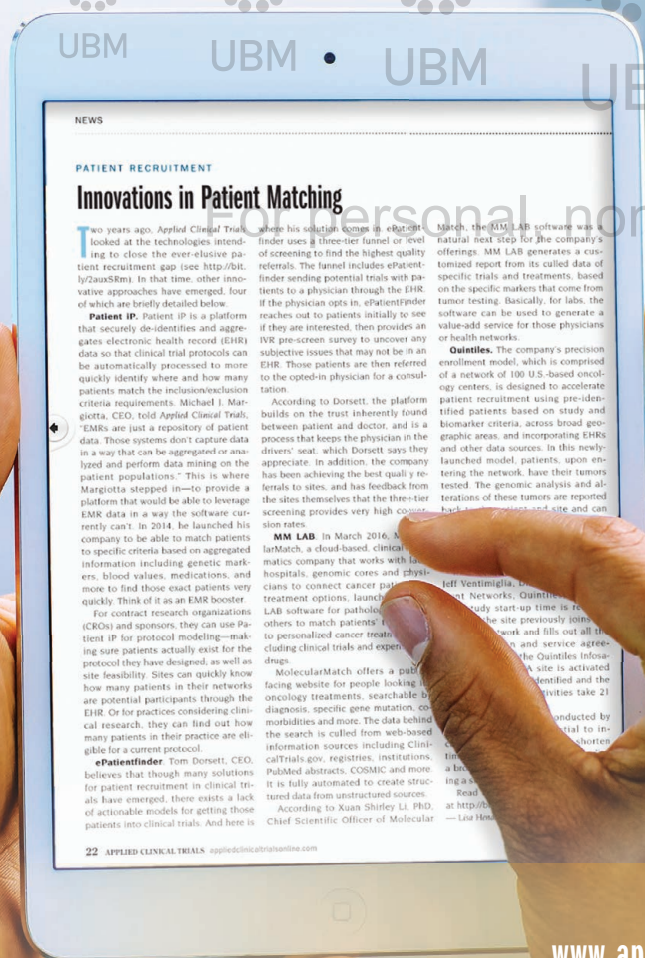 UBM
UBM
UBM
For personal,
NEWS
PATIENT RECRUITMENT
Innovations in Patient Matching
Two years ago, Applied Clinical Trials
looked at the technologies intend-
ing to close the ever-elusive pa-
tient recruitment gap (see http://bit.
ly/2auxSRm). In that time, other inno-
vative approaches have emerged, four
of which are briefly detailed below.
Patient iP. Patient iP is a platform
that securely de-identifies and aggre-
gates electronic health record (EHR)
data so that clinical trial protocols can
be automatically processed to more
quickly identify where and how many
patients match the inclusion/exclusion
criteria requirements. Michael J. Mar-
giotta, CEO, told Applied Clinical Trials,
"EMRs are just a repository of patient
data. Those systems don't capture data
in a way that can be aggregated or ana-
lyzed and perform data mining on the
patient populations." This is where
Margiotta stepped in—to provide a
platform that would be able to leverage
EMR data in a way the software cur-
rently can't. In 2014, he launched his
company to be able to match patients
to specific criteria based on aggregated
information including genetic mark-
ers, blood values, medications, and
more to find those exact patients very
quickly. Think of it as an EMR booster.
For contract research organizations
(CROs) and sponsors, they can use Pa-
tient iP for protocol modeling—mak-
ing sure patients actually exist for the
protocol they have designed, as well as
site feasibility. Sites can quickly know
how many patients in their networks
are potential participants through the
EHR. Or for practices considering clini-
cal research, they can find out how
many patients in their practice are eli-
gible for a current protocol.
ePatientfinder. Tom Dorsett, CEO,
believes that though many solutions
for patient recruitment in clinical tri-
als have emerged, there exists a lack
of actionable models for getting those
patients into clinical trials. And here is
where his solution comes in. ePatient-
finder uses a three-tier funnel or level
of screening to find the highest quality
referrals. The funnel includes ePatient-
finder sending potential trials with pa-
tients to a physician through the EHR.
If the physician opts in, ePatientFinder
reaches out to patients initially to see
if they are interested, then provides an
IVR pre-screen survey to uncover any
subjective issues that may not be in an
EHR. Those patients are then referred
to the opted-in physician for a consul-
tation.
According to Dorsett, the platform
builds on the trust inherently found
between patient and doctor, and is a
process that keeps the physician in the
drivers' seat, which Dorsett says they
appreciate. In addition, the company
has been achieving the best quality re-
ferrals to sites, and has feedback from
the sites themselves that the three-tier
screening provides very high conver-
sion rates.
MM LAB. In March 2016,
larMatch, a cloud-based, clinical
matics company that works with
hospitals, genomic cores and physi-
cians to connect cancer
treatment options,
LAB software for
others to match patients'
to personalized cancer
cluding clinical trials and
drugs.
MolecularMatch offers a
facing website for people looking
oncology treatments, searchable
diagnosis, specific gene mutation, co-
morbidities and more. The data behind
the search is culled from web-based
information sources including Clini-
calTrials.gov, registries, institutions,
PubMed abstracts, COSMIC and more.
It is fully automated to create struc-
tured data from unstructured sources.
According to Xuan Shirley Li, PhD,
Chief Scientific Officer of Molecular
Match, the MM LAB software was a
natural next step for the company's
offerings. MM LAB generates a cus-
tomized report from its culled data of
specific trials and treatments, based
on the specific markers that come from
tumor testing. Basically, for labs, the
software can be used to generate a
value-add service for those physicians
or health networks.
Quintiles. The company's precision
enrollment model, which is comprised
of a network of 100 U.S.-based oncol-
ogy centers, is designed to accelerate
patient recruitment using pre-iden-
tified patients based on study and
biomarker criteria, across broad geo-
graphic areas, and incorporating EHRs
and other data sources. In this newly-
launched model, patients, upon en-
tering the network, have their tumors
tested. The genomic analysis and al-
terations of these tumors are reported
back and site and can
Jeff Ventimiglia,
Networks,
start-up time is
the site previously joins
and fills out all
and service agree-
the Quintiles Infosa-
site is activated
identified and the
take 21
conducted by
to in-
shorten
Read
at
— Lisa
22 APPLIED CLINICAL TRIALS appliedclinicaltrialsonline.com